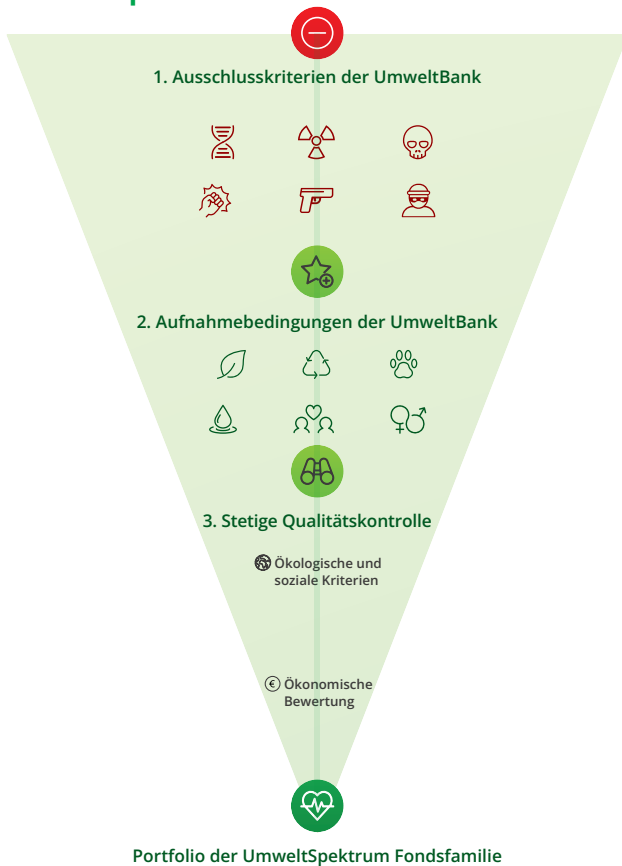 1. Ausschlusskriterien der UmweltBank
2. Aufnahmebedingungen der UmweltBank
3. Stetige Qualitätskontrolle
Ökologische und
soziale Kriterien
€ Ökonomische
Bewertung
Portfolio der UmweltSpektrum Fondsfamilie